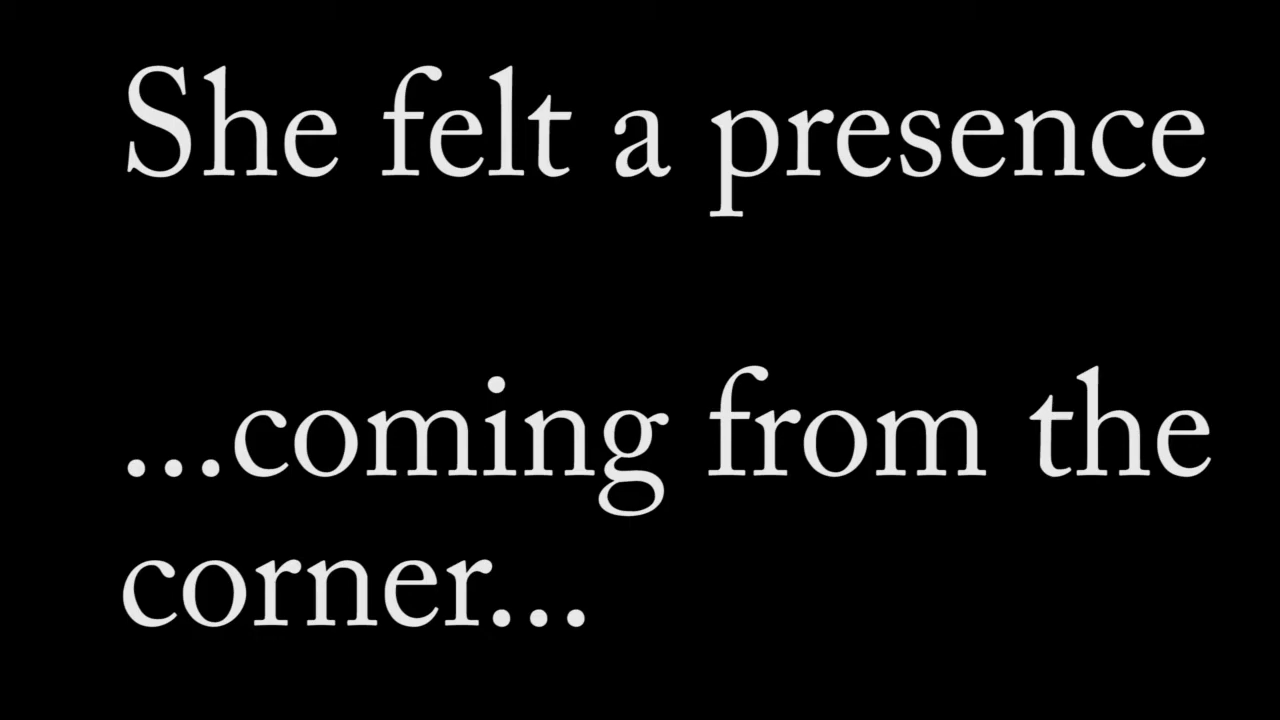 She felt a presence
...coming from the
corner...